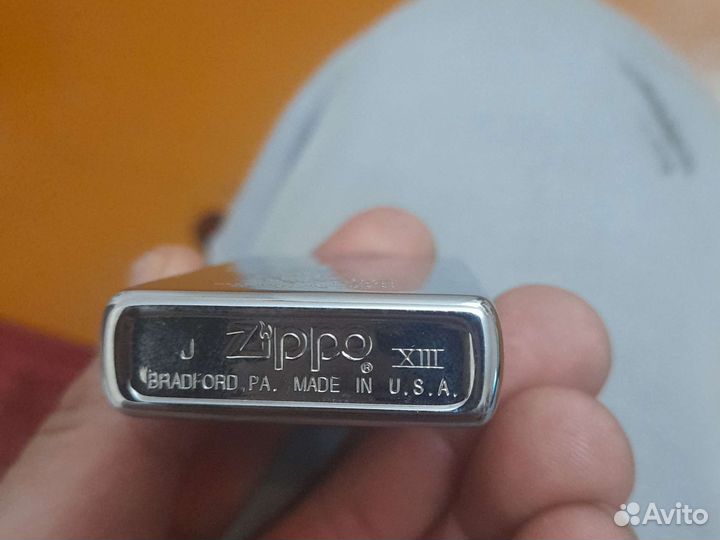 J Zippo® XIII
BRADFORD, PA. MADE IN U.S.A.
Avito